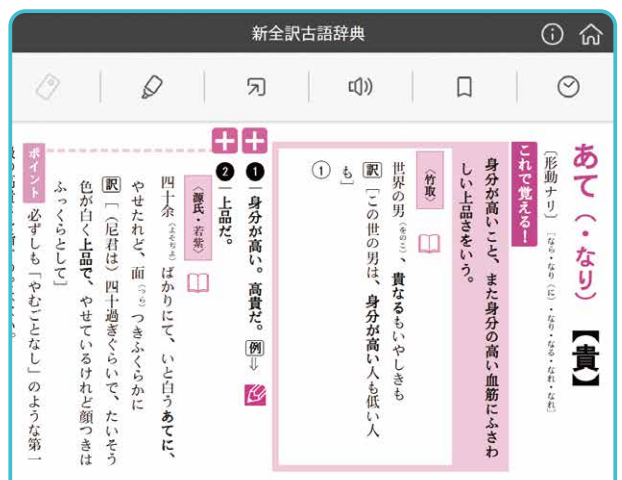 新全訳古語辞典
あて（・なり）【貴】
〔形動ナリ〕［なら・なり（に）・なり・なる・なれ・なれ］
これで覚える！
身分が高いこと、また身分の高い血筋にふさわ
しい上品さをいう。
〈竹取〉
世界の男（をのこ）、貴なるもいやしきも
訳［この世の男は、身分が高い人も低い人
も］
①
❶―身分が高い。高貴だ。例⇩
❷―上品だ。
〈源氏・若紫〉
四十余（よそぢよ）ばかりにて、いと白うあてに、
やせたれど、面（つら）つきふくらかに
訳［（尼君は）四十過ぎぐらいで、たいそう
色が白く上品で、やせているけれど顔つきは
ふっくらとして］
ポイント 必ずしも「やむごとなし」のような第一